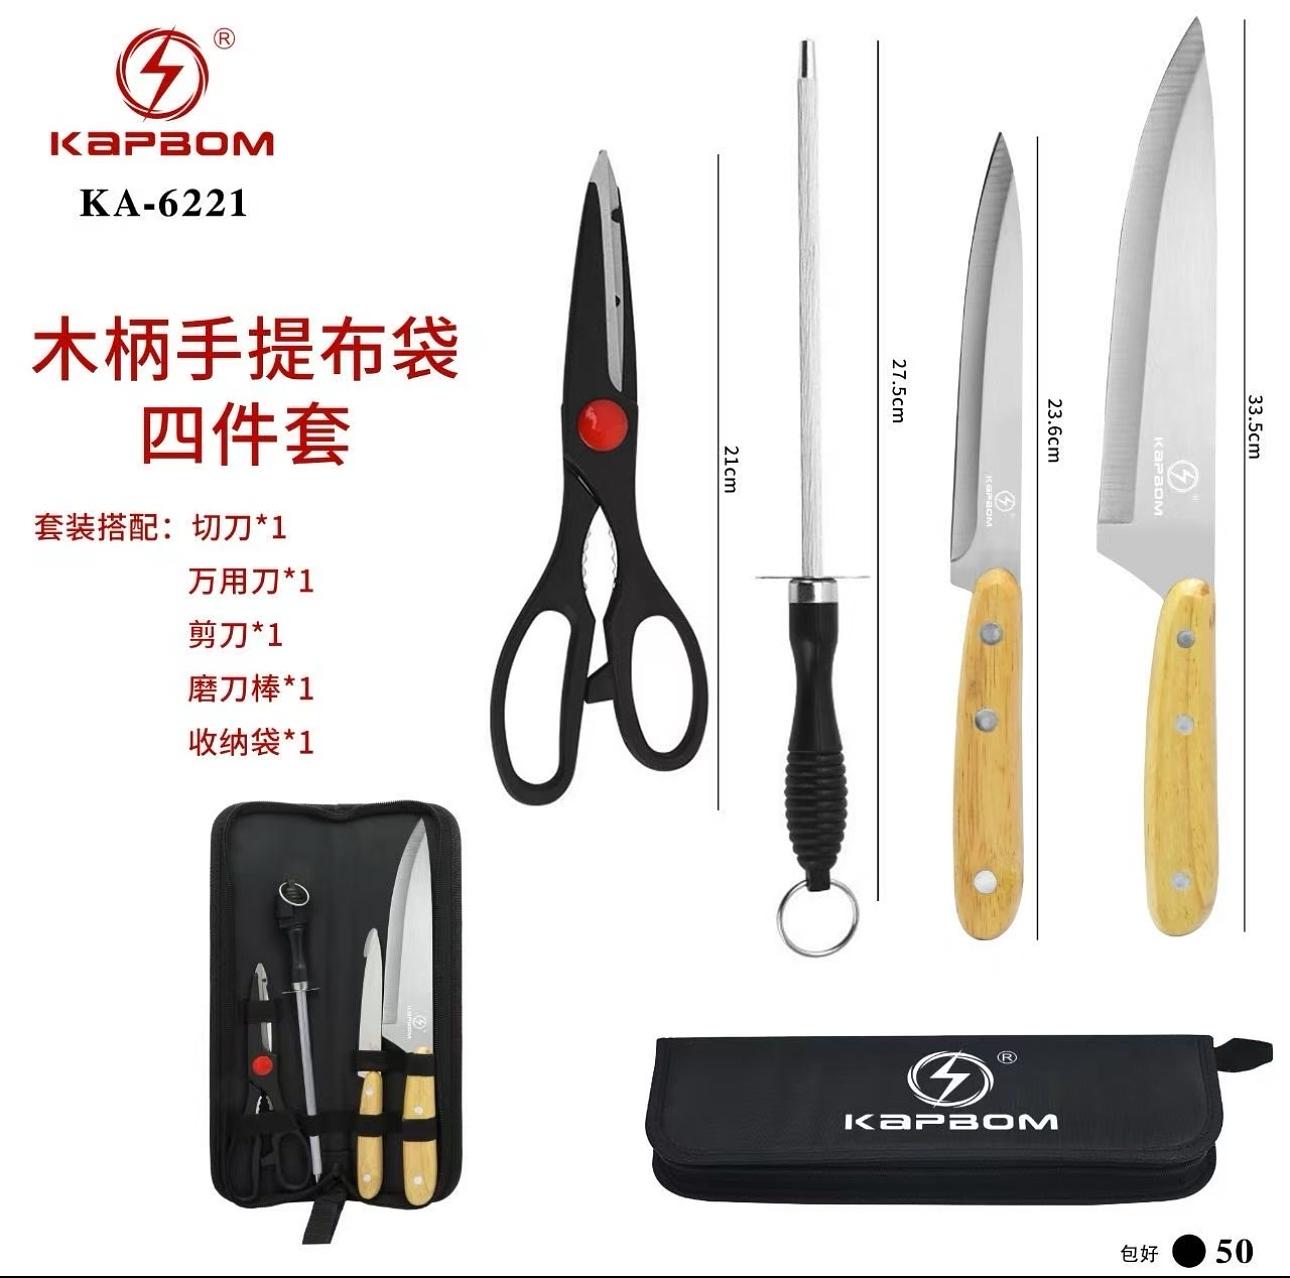 ®
KAPBOM
KA-6221
木柄手提布袋
四件套
套装搭配：切刀*1
万用刀*1
剪刀*1
磨刀棒*1
收纳袋*1
21cm
27.5cm
23.6cm
33.5cm
KAPBOM
KAPBOM
KAPBOM
®
KAPBOM
包好 ● 50